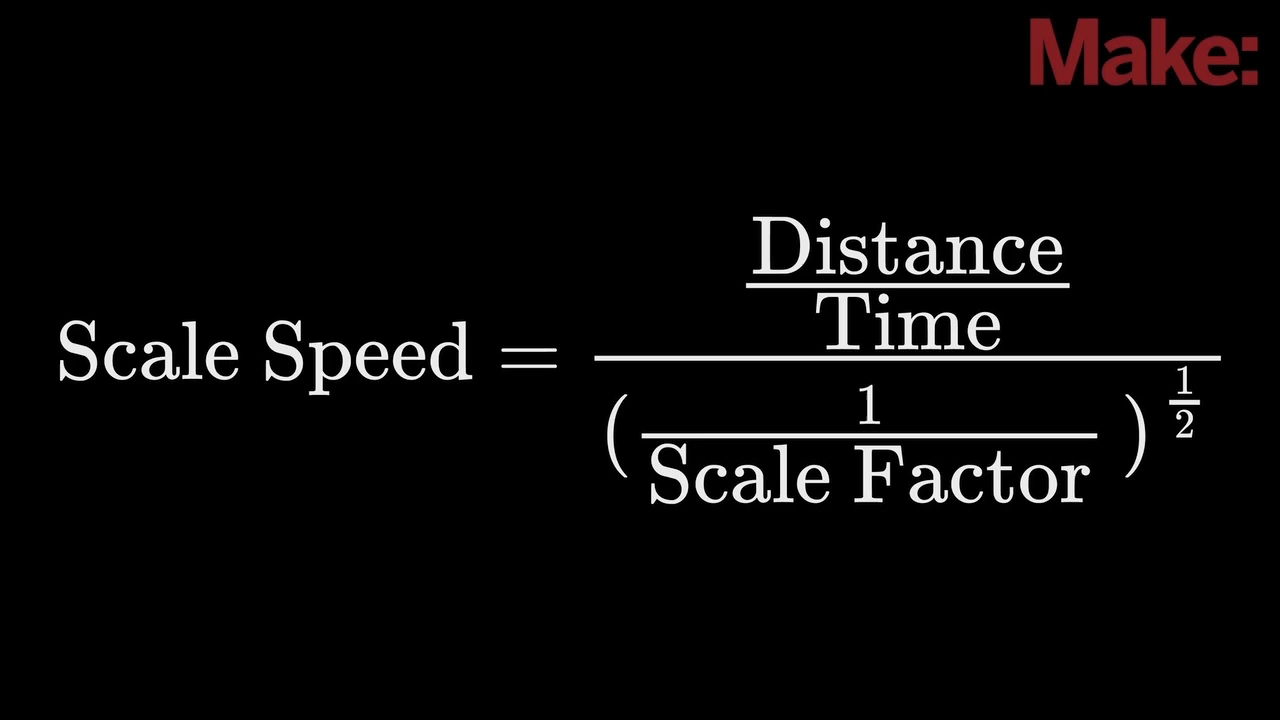 Make:
Distance
Time
Scale Speed =
1
( ) 1/2
Scale Factor